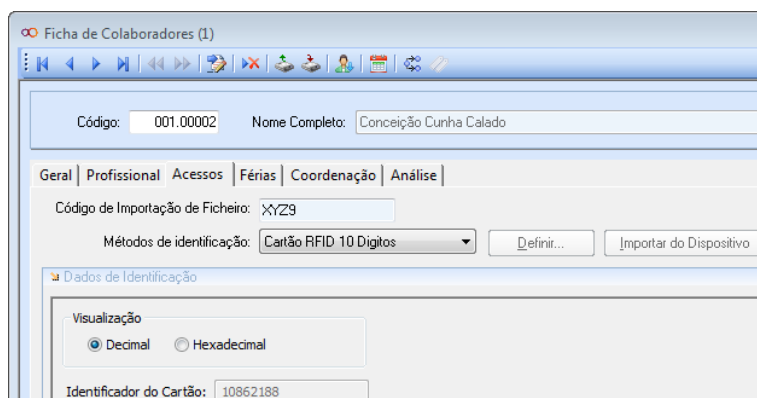 Ficha de Colaboradores (1)
Código: 001.00002 Nome Completo: Conceição Cunha Calado
Geral Profissional Acessos Férias Coordenação Análise
Código de Importação de Ficheiro: XYZ9
Métodos de identificação: Cartão RFID 10 Digitos Definir... Importar do Dispositivo
Dados de Identificação
Visualização
Decimal Hexadecimal
Identificador do Cartão: 10862188